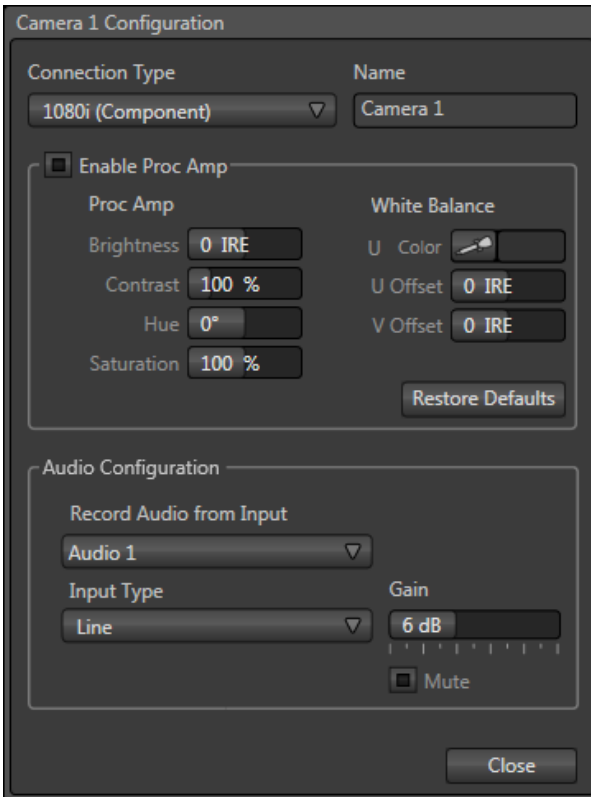 Camera 1 Configuration
Connection Type
Name
1080i (Component)
Camera 1
Enable Proc Amp
Proc Amp
White Balance
Brightness 0 IRE
U Color
Contrast 100 %
U Offset 0 IRE
Hue 0°
V Offset 0 IRE
Saturation 100 %
Restore Defaults
Audio Configuration
Record Audio from Input
Audio 1
Input Type
Gain
Line
6 dB
Mute
Close